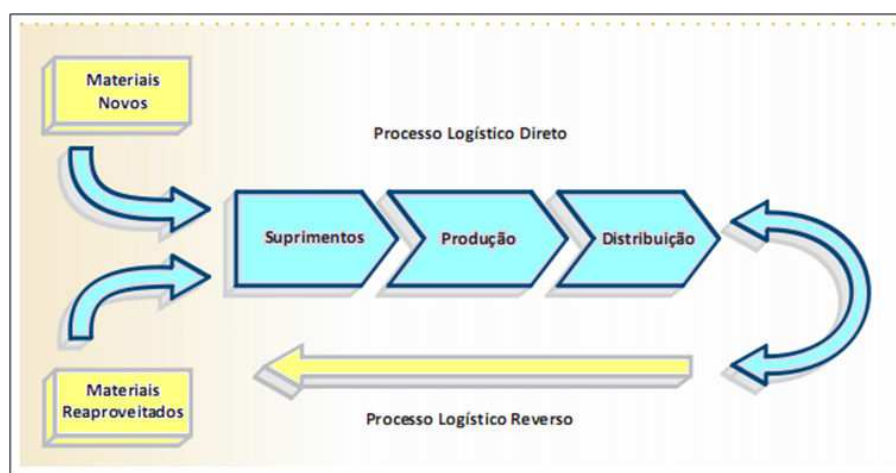 Materiais
Novos
Processo Logístico Direto
Suprimentos
Produção
Distribuição
Materiais
Reaproveitados
Processo Logístico Reverso